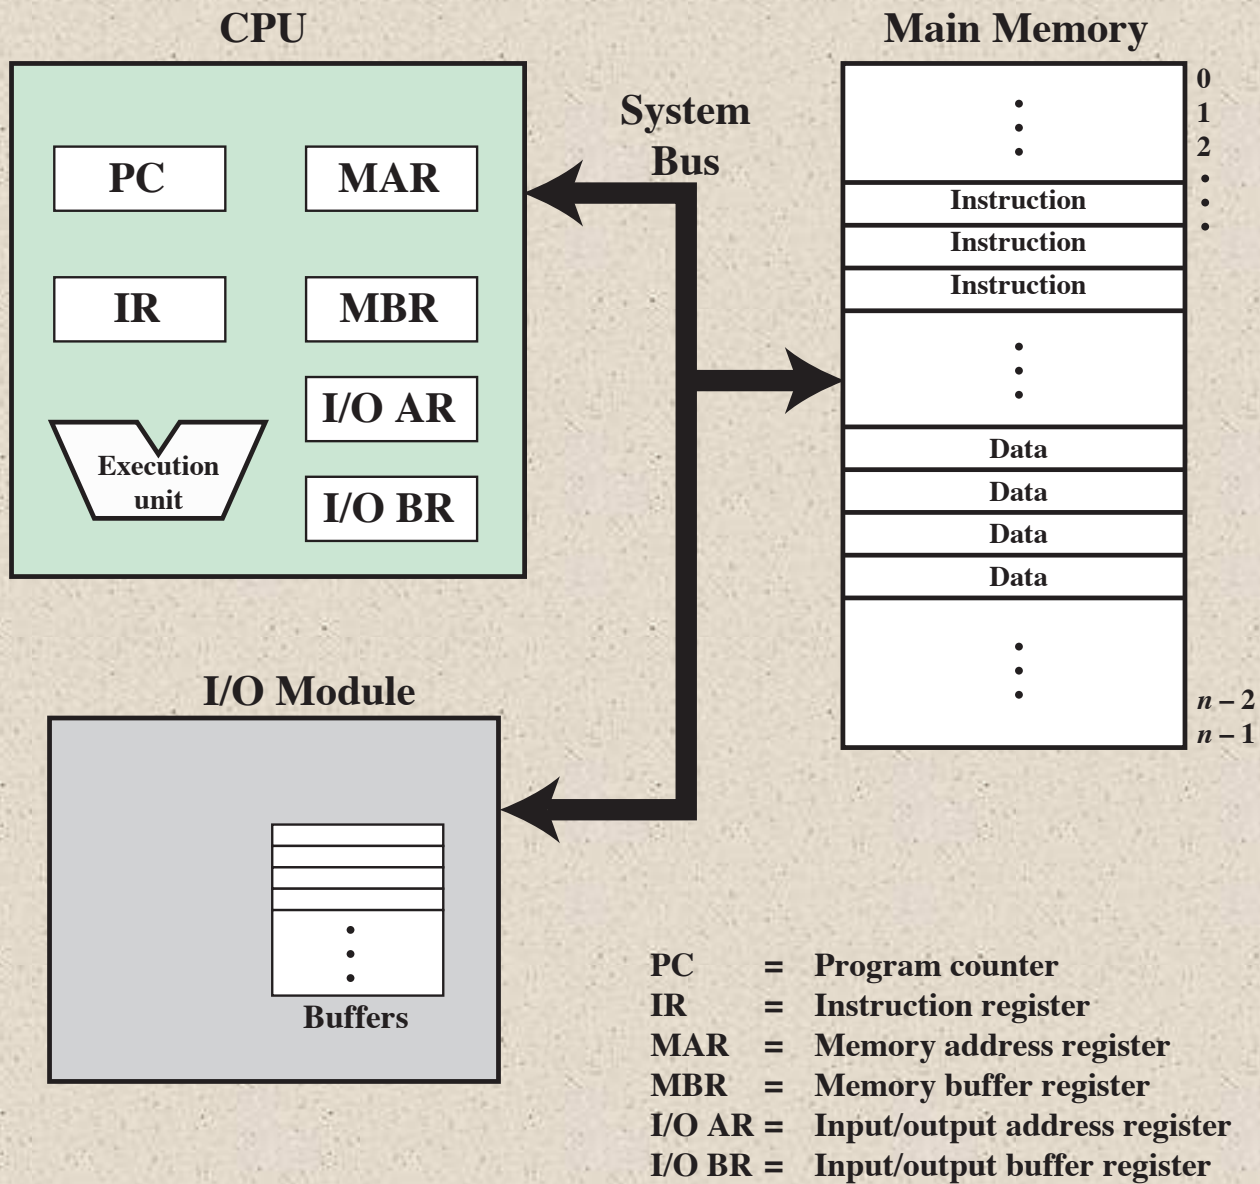 CPU
PC
MAR
IR
MBR
I/O AR
Execution
unit
I/O BR
System
Bus
Main Memory
0
1
2
Instruction
Instruction
Instruction
Data
Data
Data
Data
n – 2
n – 1
I/O Module
Buffers
PC = Program counter
IR = Instruction register
MAR = Memory address register
MBR = Memory buffer register
I/O AR = Input/output address register
I/O BR = Input/output buffer register